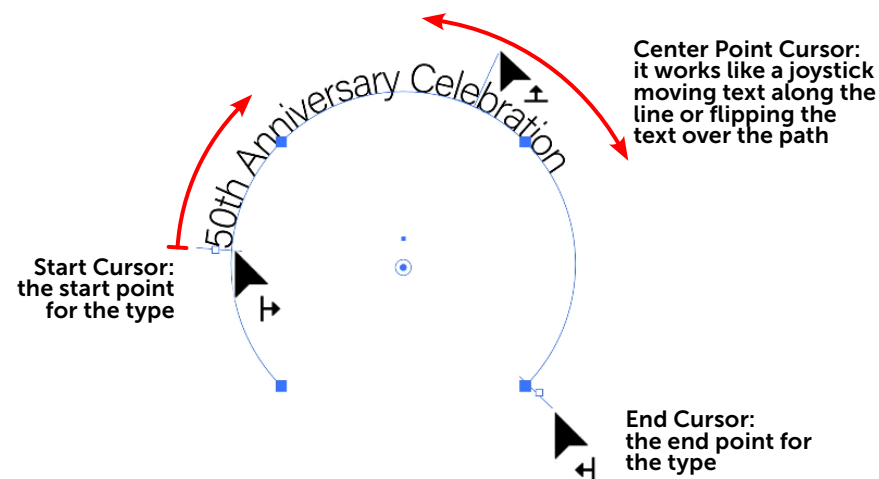 50th Anniversary Celebration
Center Point Cursor:
it works like a joystick
moving text along the
line or flipping the
text over the path
Start Cursor:
the start point
for the type
End Cursor:
the end point for
the type